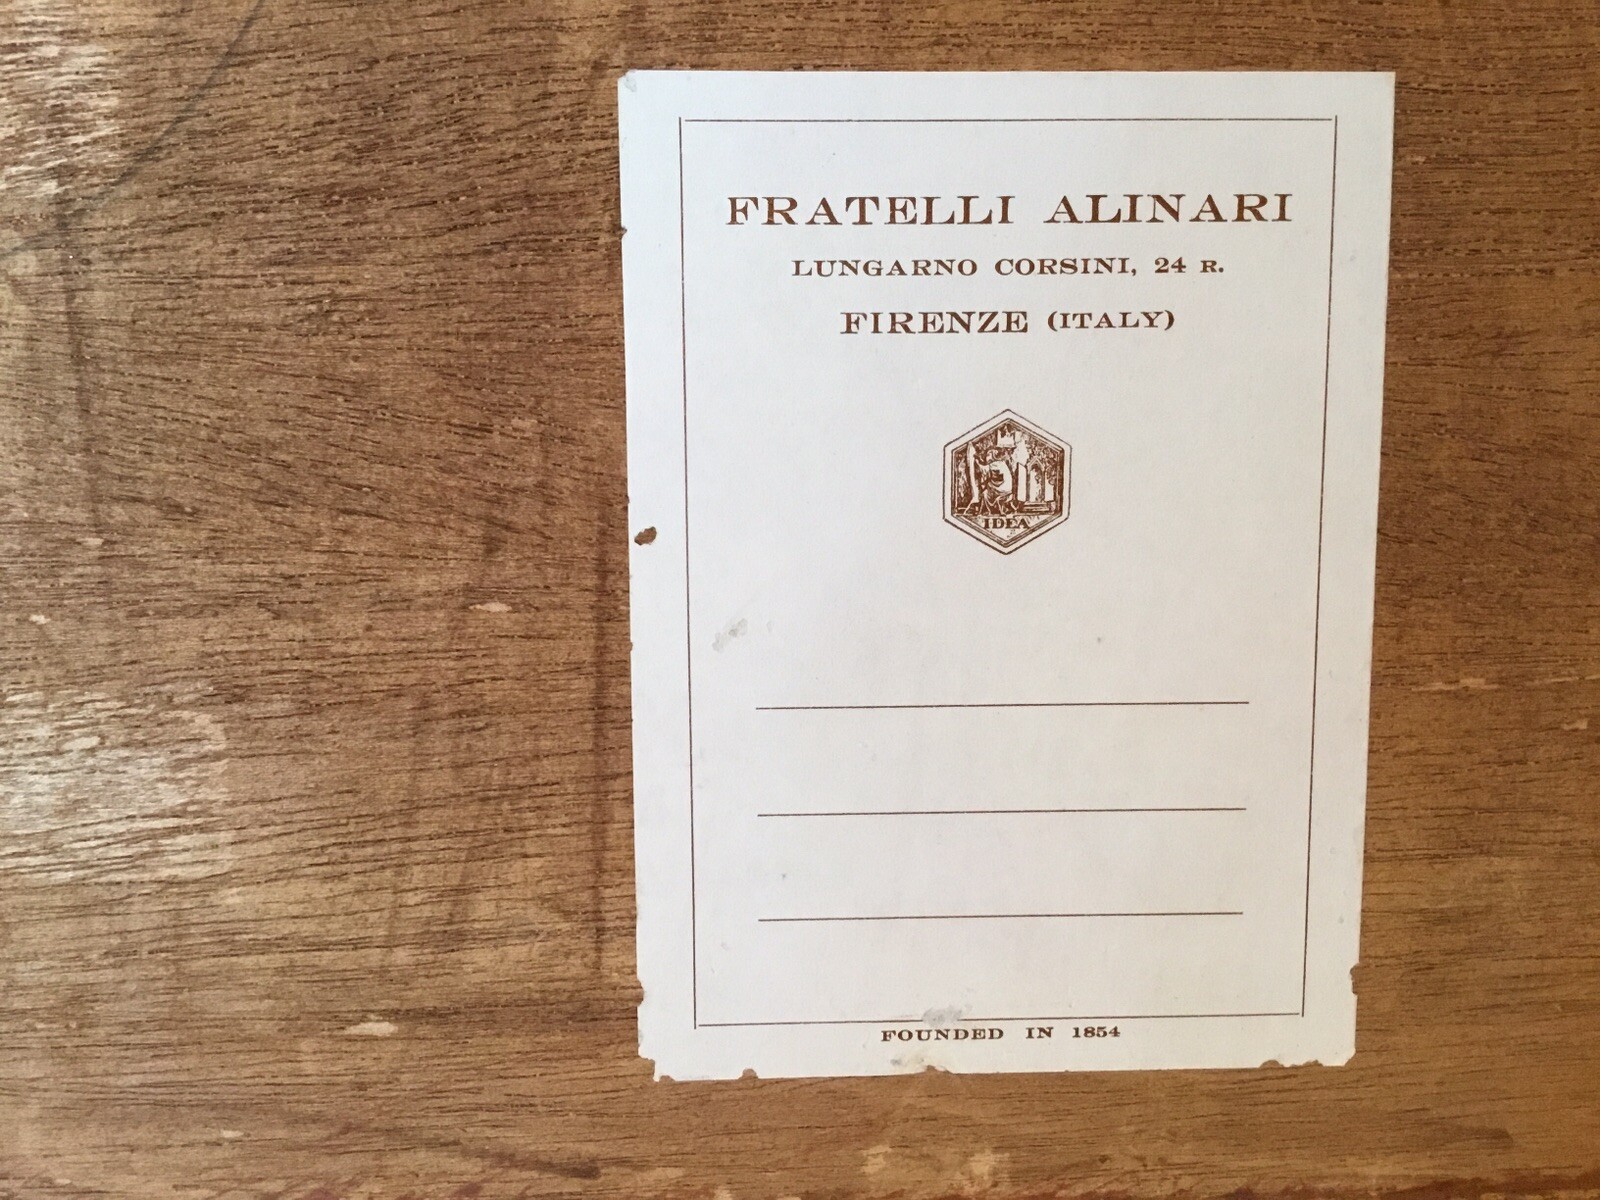 FRATELLI ALINARI
LUNGARNO CORSINI, 24 R.
FIRENZE (ITALY)
IDEA
FOUNDED IN 1854